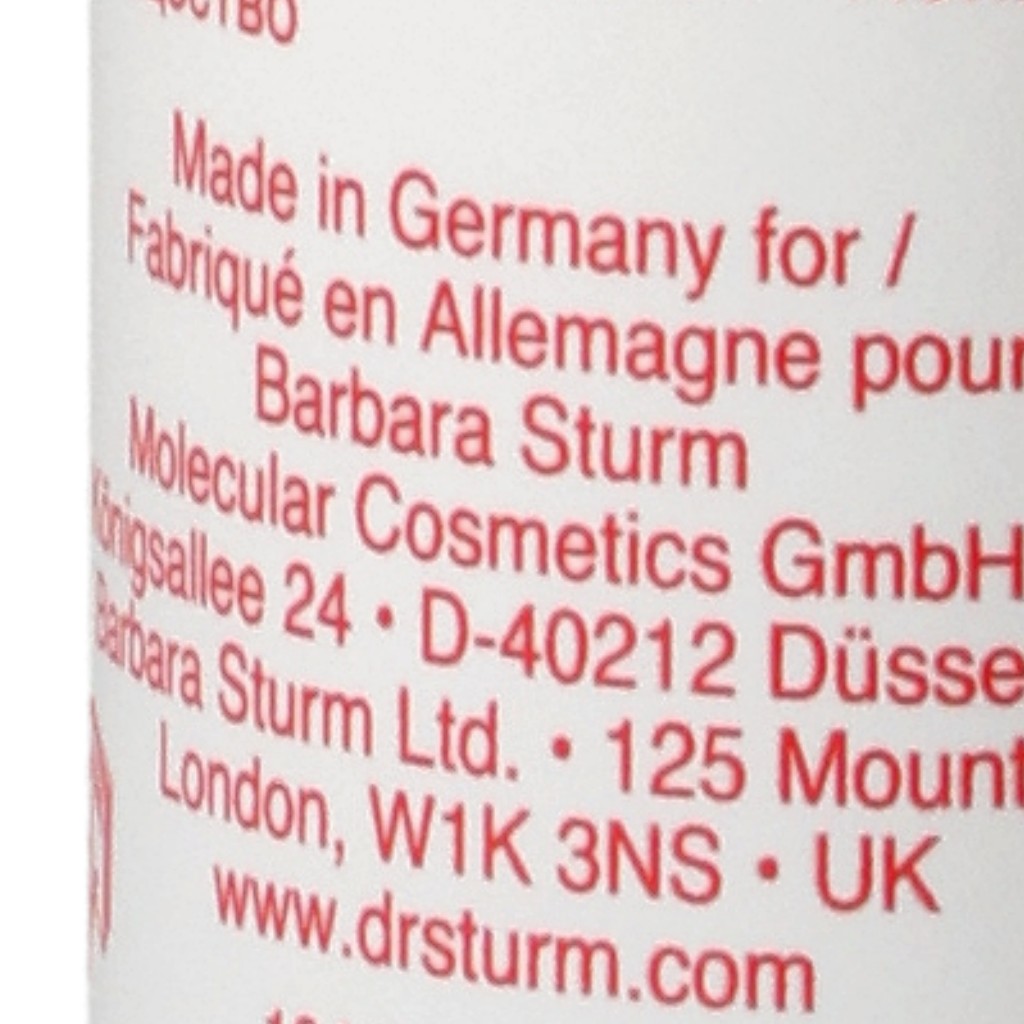 Made in Germany for /
Fabriqué en Allemagne pour
Barbara Sturm
Molecular Cosmetics GmbH
Königsallee 24 • D-40212 Düsse
Barbara Sturm Ltd. • 125 Mount
London, W1K 3NS • UK
www.drsturm.com